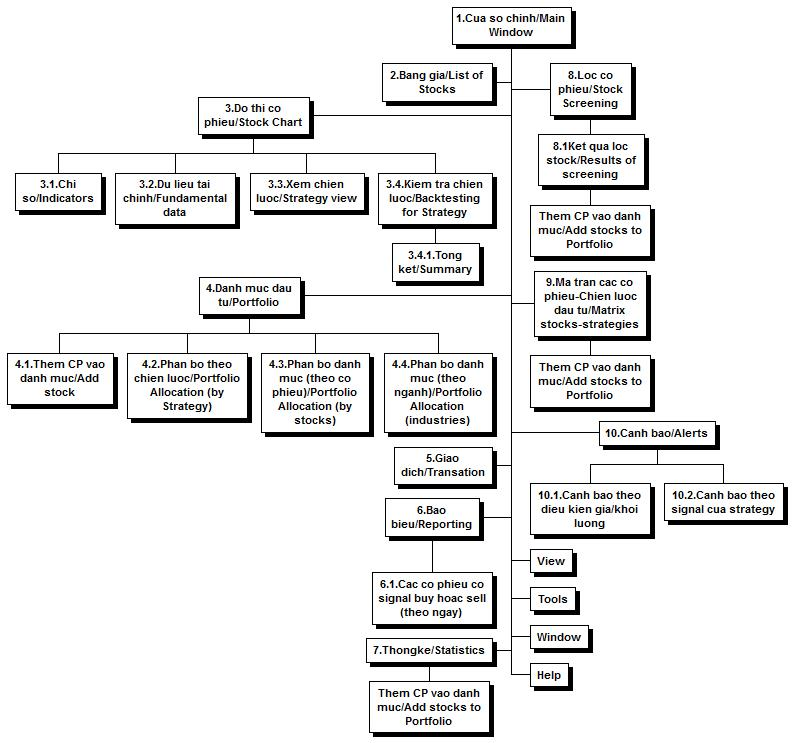 1.Cua so chinh/Main
Window
2.Bang gia/List of
Stocks
8.Loc co
phieu/Stock
Screening
3.Do thi co
phieu/Stock Chart
8.1Ket qua loc
stock/Results of
screening
3.1.Chi
so/Indicators
3.2.Du lieu tai
chinh/Fundamental
data
3.3.Xem chien
luoc/Strategy view
3.4.Kiem tra chien
luoc/Backtesting
for Strategy
Them CP vao danh
muc/Add stocks to
Portfolio
3.4.1.Tong
ket/Summary
4.Danh muc dau
tu/Portfolio
9.Ma tran cac co
phieu-Chien luoc
dau tu/Matrix
stocks-strategies
4.1.Them CP vao
danh muc/Add
stock
4.2.Phan bo theo
chien luoc/Portfolio
Allocation (by
Strategy)
4.3.Phan bo danh
muc (theo co
phieu)/Portfolio
Allocation (by
stocks)
4.4.Phan bo danh
muc (theo
nganh)/Portfolio
Allocation
(industries)
Them CP vao danh
muc/Add stocks to
Portfolio
10.Canh bao/Alerts
5.Giao
dich/Transation
10.1.Canh bao theo
dieu kien gia/khoi
luong
10.2.Canh bao theo
signal cua strategy
6.Bao
bieu/Reporting
View
6.1.Cac co phieu co
signal buy hoac sell
(theo ngay)
Tools
Window
7.Thongke/Statistics
Help
Them CP vao danh
muc/Add stocks to
Portfolio